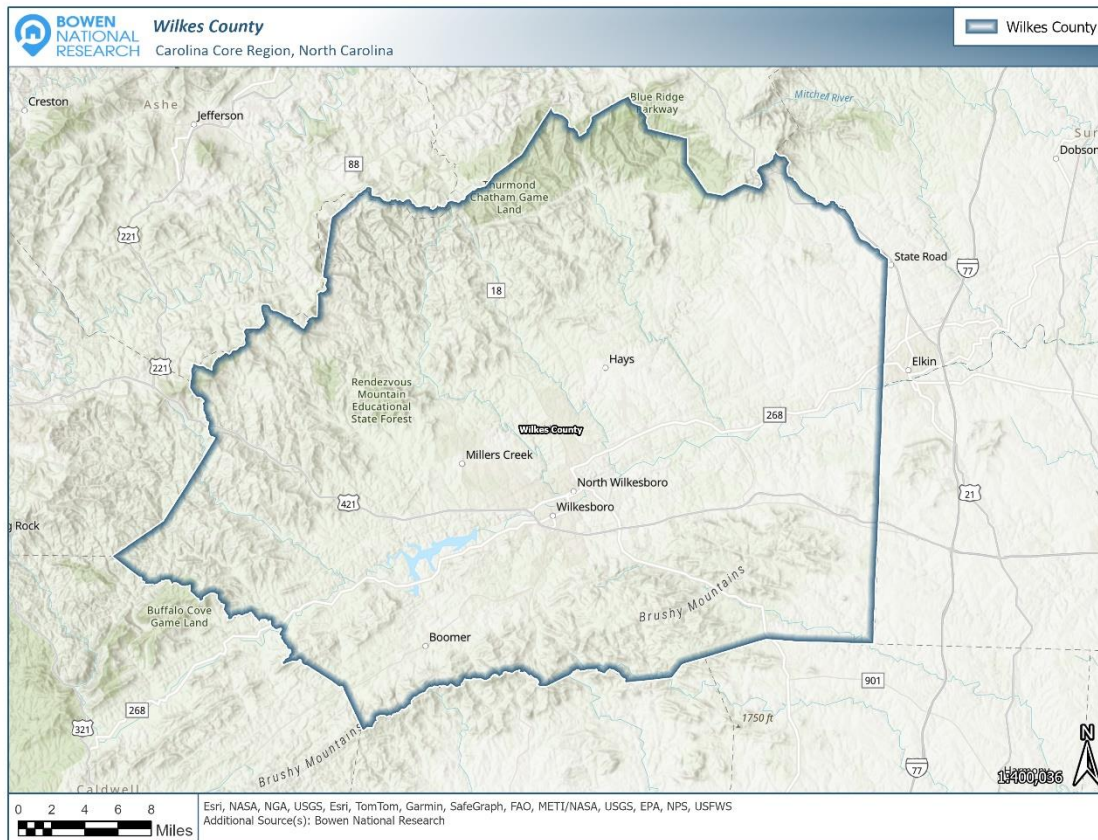 BOWEN
NATIONAL
RESEARCH
Wilkes County
Carolina Core Region, North Carolina
Wilkes County
Creston
Ashe
Jefferson
Blue Ridge
Parkway
Mitchell River
Sur
Dobson
88
Thurmond
Chatham Game
Land
221
State Road
77
18
221
Hays
Elkin
Rendezvous
Mountain
Educational
State Forest
268
Wilkes County
Millers Creek
North Wilkesboro
421
21
Wilkesboro
g Rock
Brushy Mountains
Buffalo Cove
Game Land
Boomer
901
268
321
1750 ft
Brushy Mountains
N
77
Harmony
1:400,036
Caldwell
0 2 4 6 8
Miles
Esri, NASA, NGA, USGS, Esri, TomTom, Garmin, SafeGraph, FAO, METI/NASA, USGS, EPA, NPS, USFWS
Additional Source(s): Bowen National Research